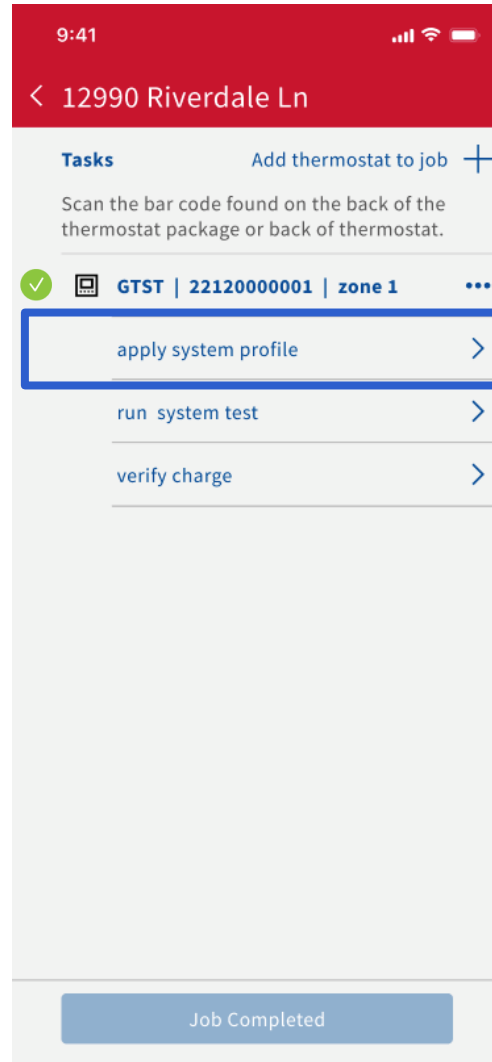 9:41
12990 Riverdale Ln
Tasks Add thermostat to job
Scan the bar code found on the back of the
thermostat package or back of thermostat.
GTST | 22120000001 | zone 1
apply system profile
run system test
verify charge
Job Completed